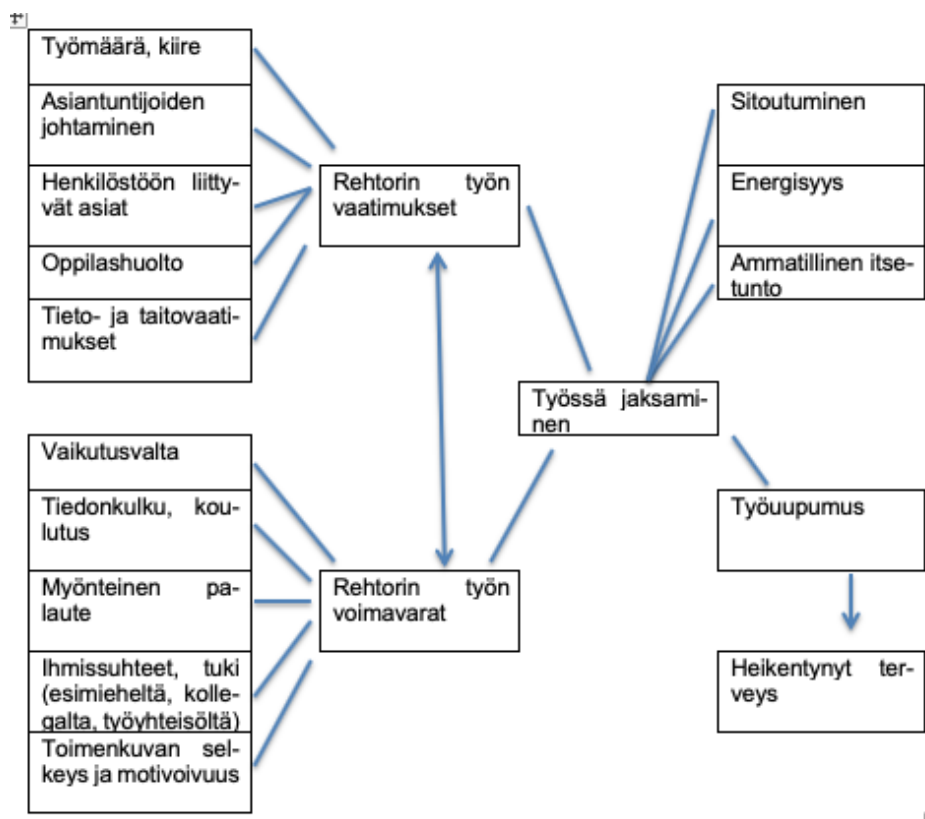 Työmäärä, kiire
Asiantuntijoiden
johtaminen
Henkilöstöön liitty-
vät asiat
Oppilashuolto
Tieto- ja taitovaati-
mukset
Rehtorin työn
vaatimukset
Sitoutuminen
Energisyys
Ammatillinen itse-
tunto
Työssä jaksami-
nen
Vaikutusvalta
Tiedonkulku, kou-
lutus
Myönteinen pa-
laute
Ihmissuhteet, tuki
(esimieheltä, kolle-
galta, työyhteisöltä)
Toimenkuvan sel-
keys ja motivoivuus
Rehtorin työn
voimavarat
Työuupumus
Heikentynyt ter-
veys